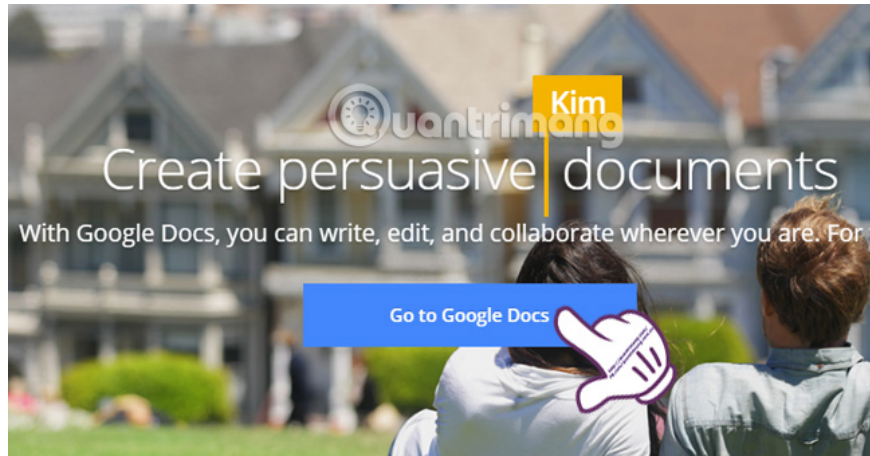 Kim
Quantrimang
Create persuasive documents
With Google Docs, you can write, edit, and collaborate wherever you are. For
Go to Google Docs